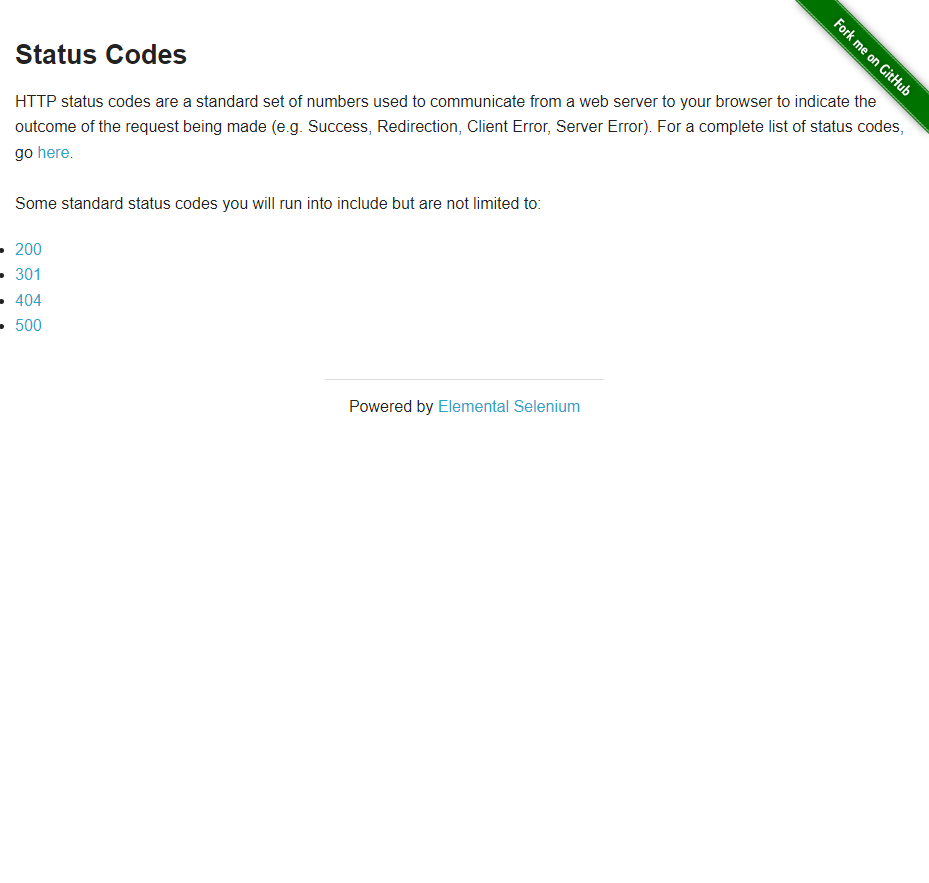 Fork me on GitHub
Status Codes
HTTP status codes are a standard set of numbers used to communicate from a web server to your browser to indicate the
outcome of the request being made (e.g. Success, Redirection, Client Error, Server Error). For a complete list of status codes,
go here.
Some standard status codes you will run into include but are not limited to:
200
301
404
500
Powered by Elemental Selenium